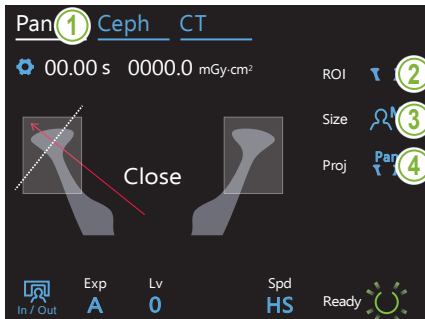 Pan 1 Ceph CT
00.00 s 0000.0 mGy·cm²
ROI 2
Size M 3
Close
Proj Pan 4
In / Out
Exp A
Lv 0
Spd HS
Ready